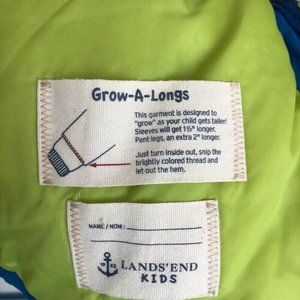 Grow-A-Longs
This garment is designed to
"grow" as your child gets taller!
Sleeves will get 1½" longer.
Pant legs, an extra 2" longer.
Just turn inside out, snip the
brightly colored thread and
let out the hem.
NAME / NOM :
LANDS' END
KIDS